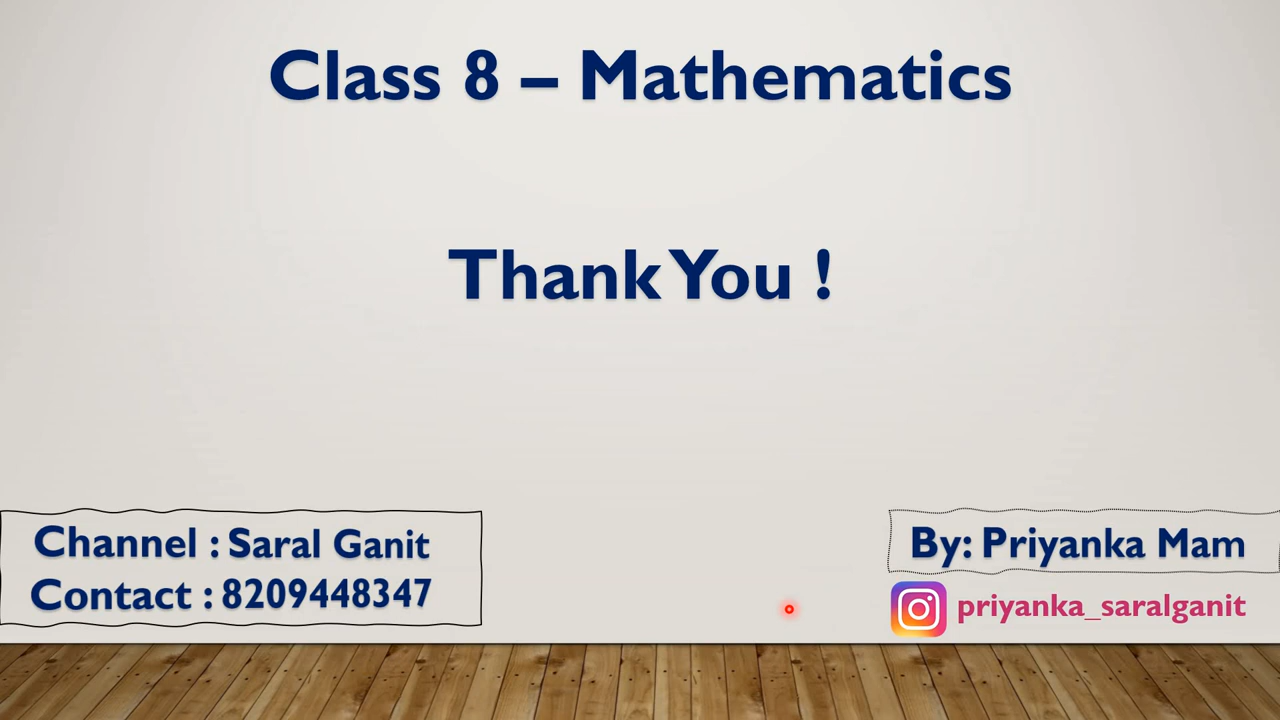 Class 8 – Mathematics
Thank You !
Channel : Saral Ganit
Contact : 8209448347
By: Priyanka Mam
priyanka_saralganit